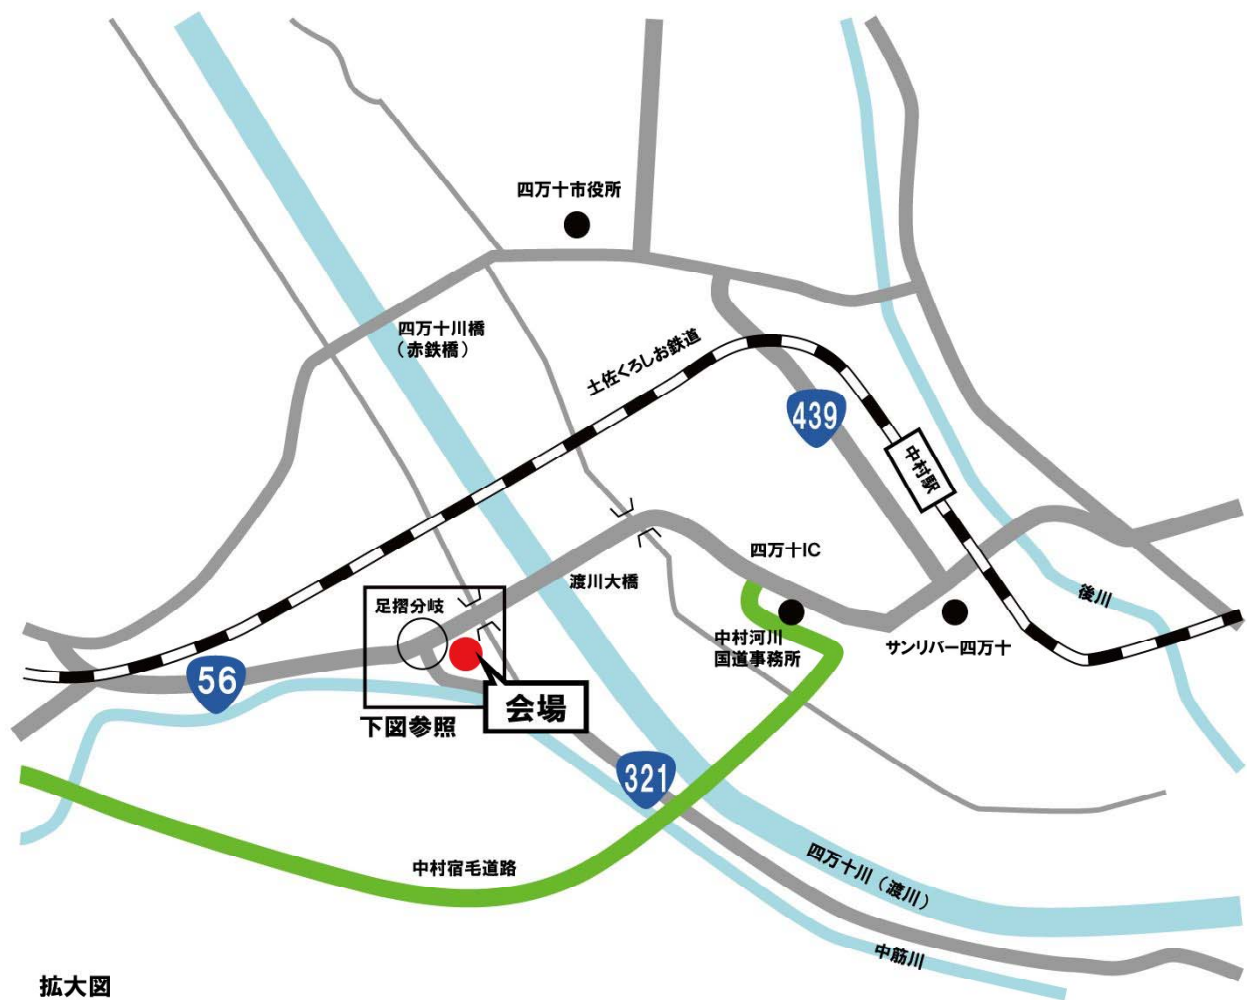 四万十市役所
四万十川橋
（赤鉄橋）
土佐くろしお鉄道
439
中村駅
四万十IC
渡川大橋
足摺分岐
後川
中村河川
国道事務所
サンリバー四万十
56
会場
下図参照
321
中村宿毛道路
四万十川（渡川）
中筋川
拡大図